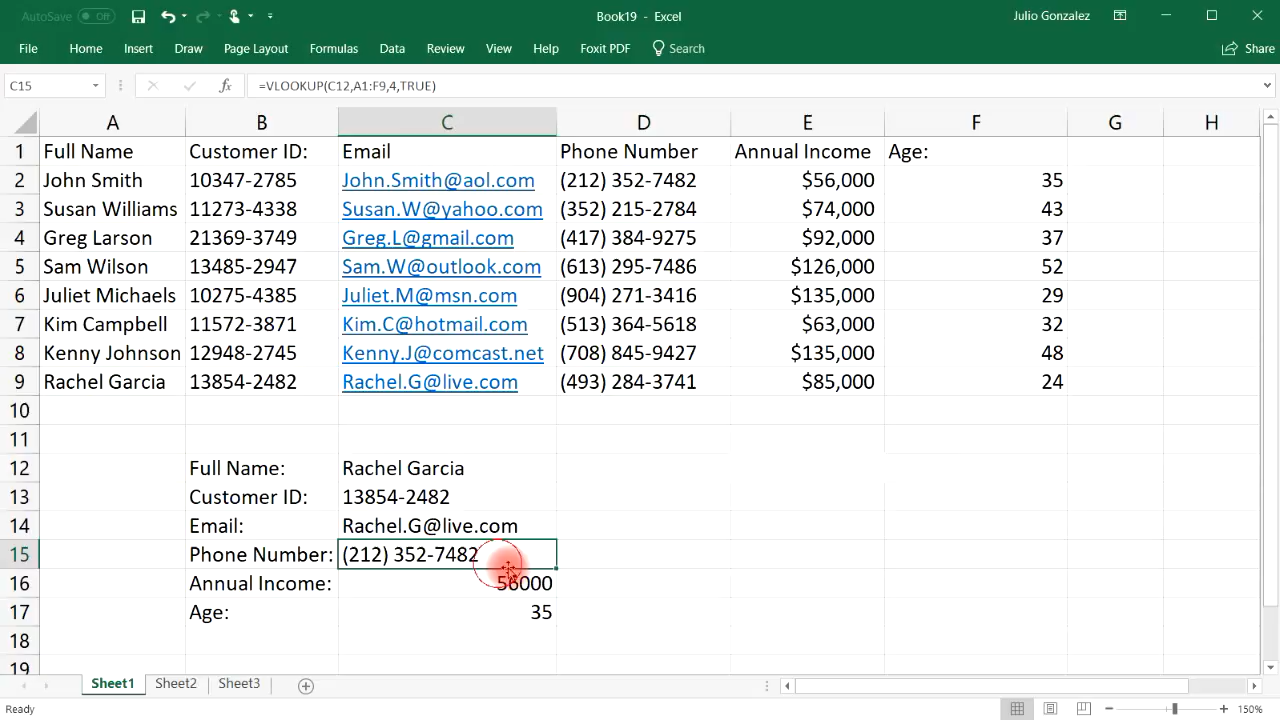 AutoSave Off Book19 - Excel Julio Gonzalez
File Home Insert Draw Page Layout Formulas Data Review View Help Foxit PDF Search Share
C15 fx =VLOOKUP(C12,A1:F9,4,TRUE)
A B C D E F G H
1 Full Name Customer ID: Email Phone Number Annual Income Age:
2 John Smith 10347-2785 John.Smith@aol.com (212) 352-7482 $56,000 35
3 Susan Williams 11273-4338 Susan.W@yahoo.com (352) 215-2784 $74,000 43
4 Greg Larson 21369-3749 Greg.L@gmail.com (417) 384-9275 $92,000 37
5 Sam Wilson 13485-2947 Sam.W@outlook.com (613) 295-7486 $126,000 52
6 Juliet Michaels 10275-4385 Juliet.M@msn.com (904) 271-3416 $135,000 29
7 Kim Campbell 11572-3871 Kim.C@hotmail.com (513) 364-5618 $63,000 32
8 Kenny Johnson 12948-2745 Kenny.J@comcast.net (708) 845-9427 $135,000 48
9 Rachel Garcia 13854-2482 Rachel.G@live.com (493) 284-3741 $85,000 24
10
11
12 Full Name: Rachel Garcia
13 Customer ID: 13854-2482
14 Email: Rachel.G@live.com
15 Phone Number: (212) 352-7482
16 Annual Income: 56000
17 Age: 35
18
19
Sheet1 Sheet2 Sheet3
Ready 150%